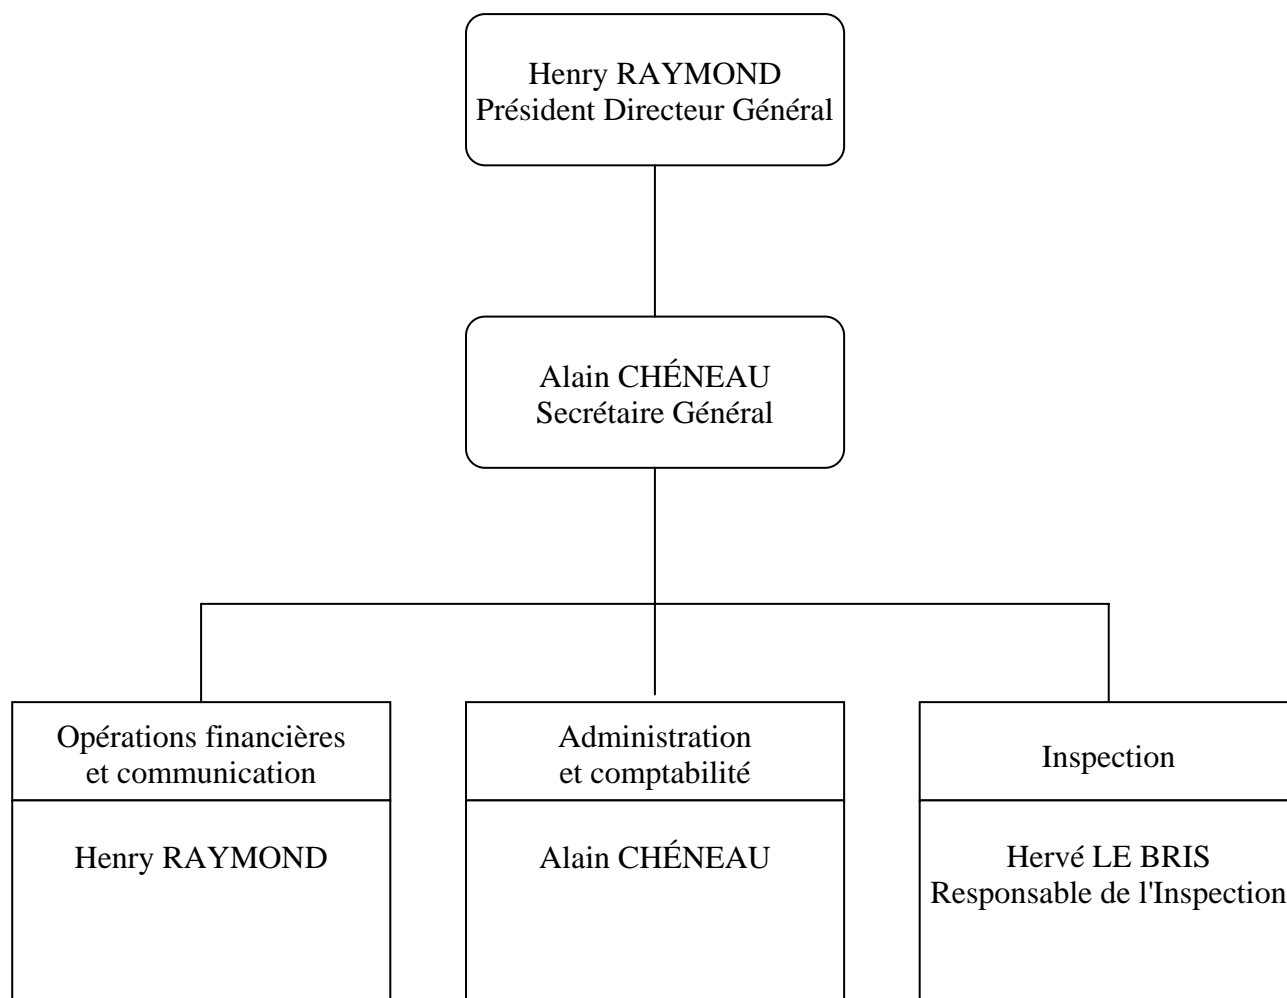 Henry RAYMOND
Président Directeur Général
Alain CHÉNEAU
Secrétaire Général
Opérations financières
et communication
Administration
et comptabilité
Inspection
Henry RAYMOND
Alain CHÉNEAU
Hervé LE BRIS
Responsable de l'Inspection